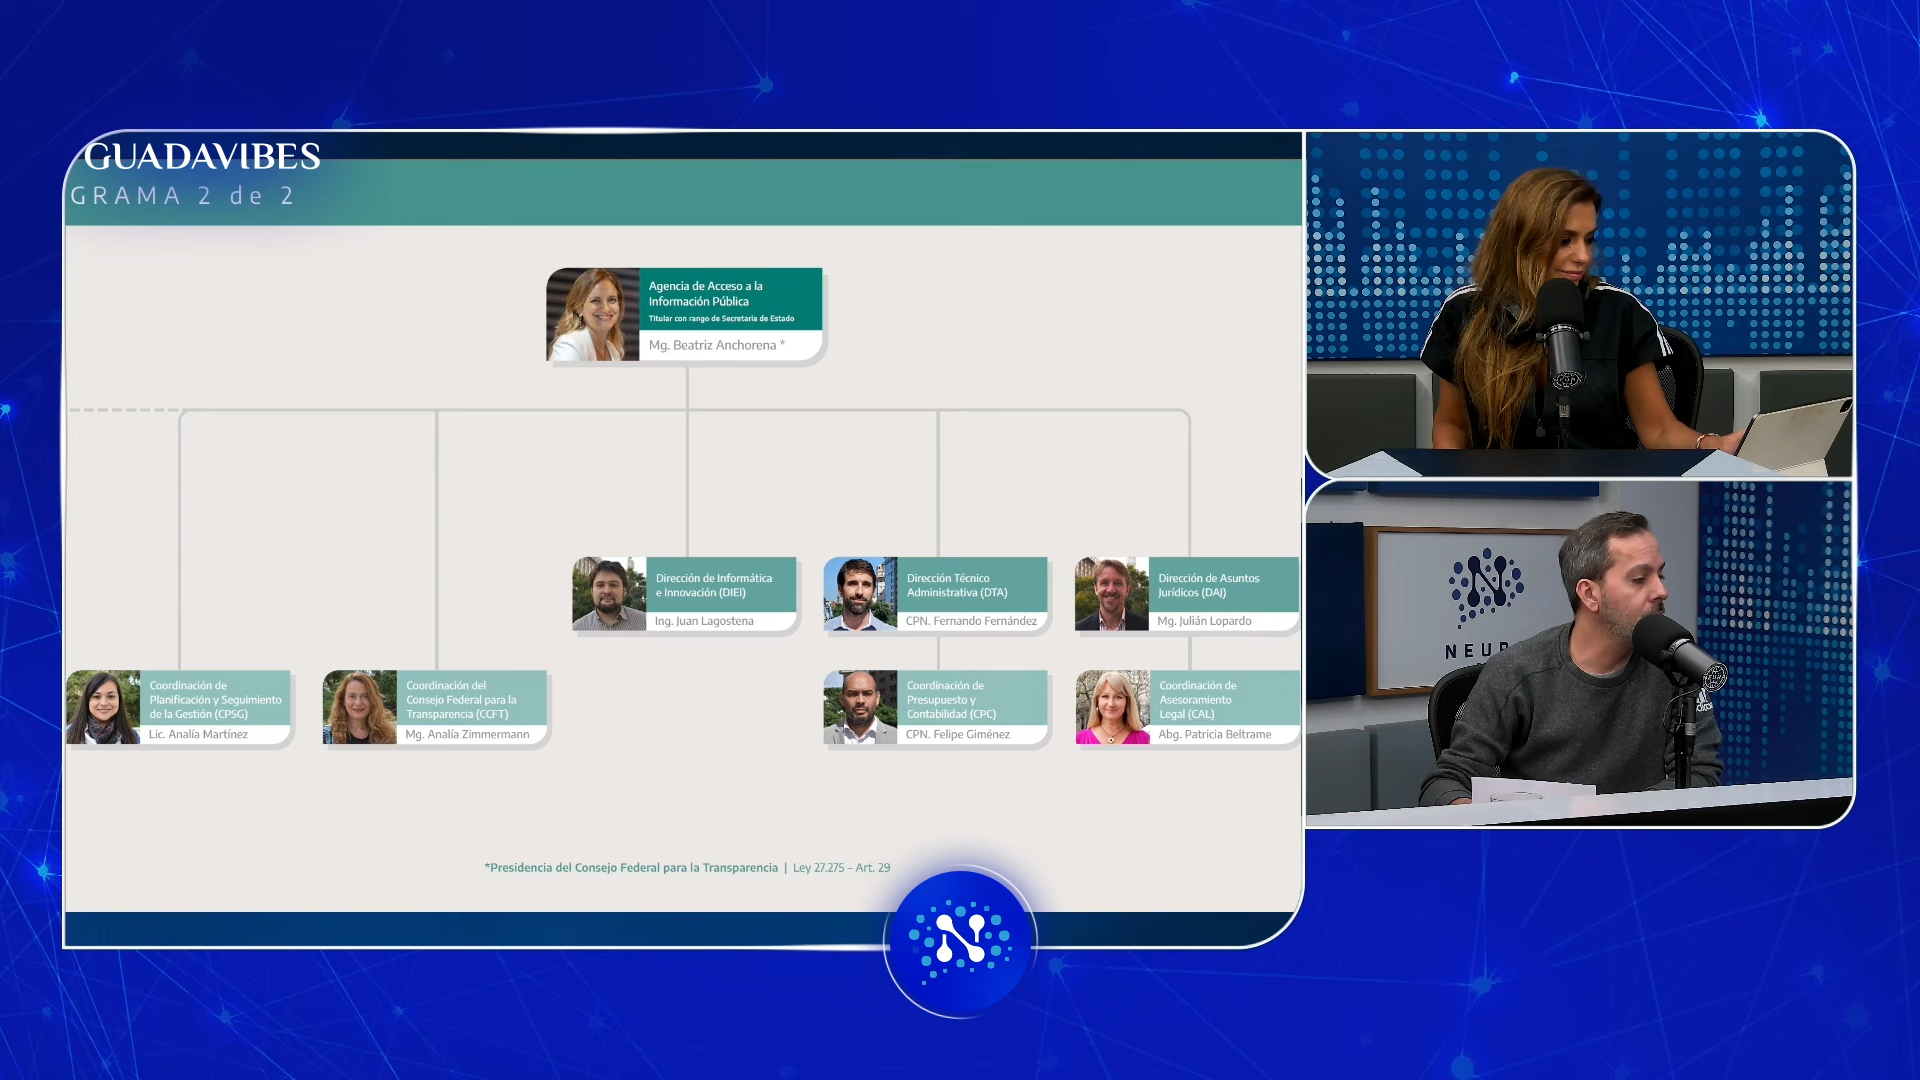 GUADAVIBES
GRAMA 2 de 2
Agencia de Acceso a la
Información Pública
Titular con rango de Secretaria de Estado
Mg. Beatriz Anchorena *
Dirección de Informática
e Innovación (DIEI)
Ing. Juan Lagostena
Dirección Técnico
Administrativa (DTA)
CPN. Fernando Fernández
Dirección de Asuntos
Jurídicos (DAJ)
Mg. Julián Lopardo
Coordinación de
Planificación y Seguimiento
de la Gestión (CPSG)
Lic. Analía Martínez
Coordinación del
Consejo Federal para la
Transparencia (CCFT)
Mg. Analía Zimmermann
Coordinación de
Presupuesto y
Contabilidad (CPC)
CPN. Felipe Giménez
Coordinación de
Asesoramiento
Legal (CAL)
Abg. Patricia Beltrame
*Presidencia del Consejo Federal para la Transparencia | Ley 27.275 – Art. 29
N
NEUR
adidas